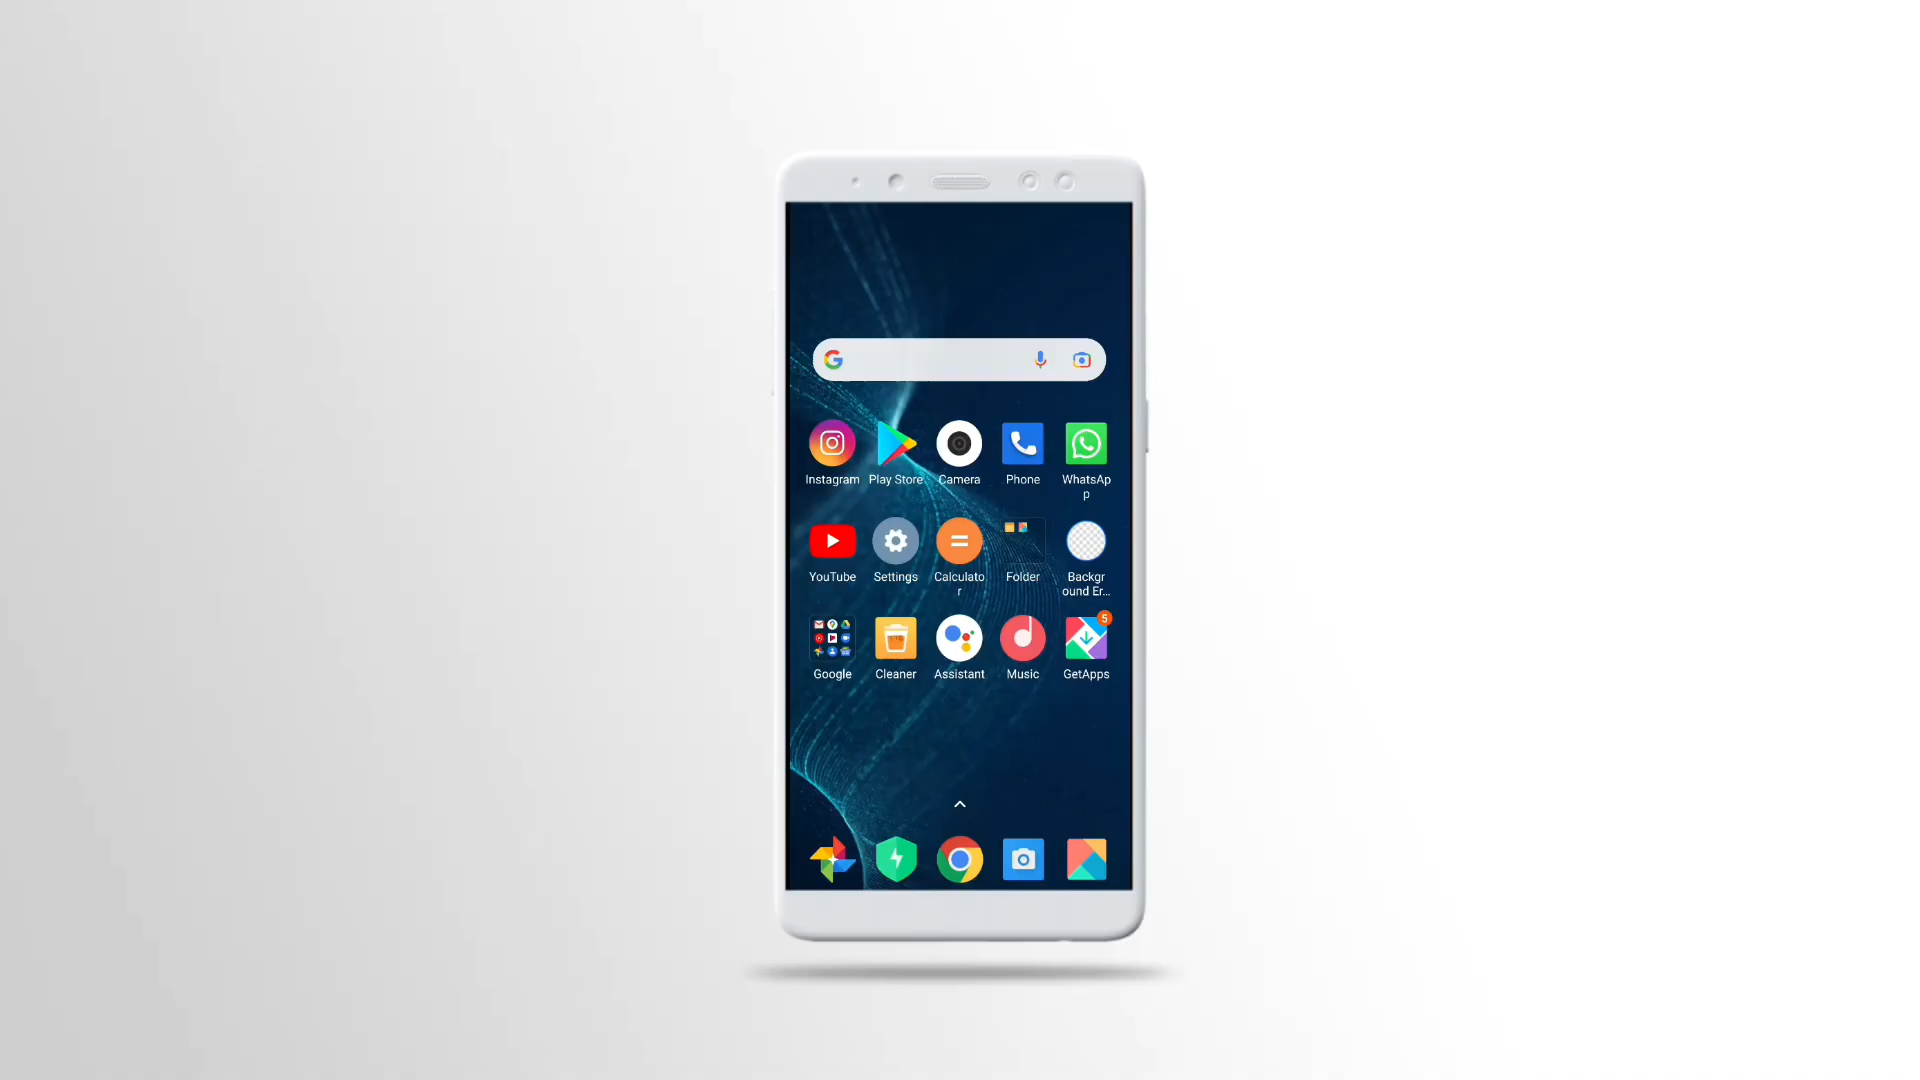 Instagram Play Store Camera Phone WhatsAp
p
YouTube Settings Calculato Folder Backgr
r ound Er...
5
Google Cleaner Assistant Music GetApps